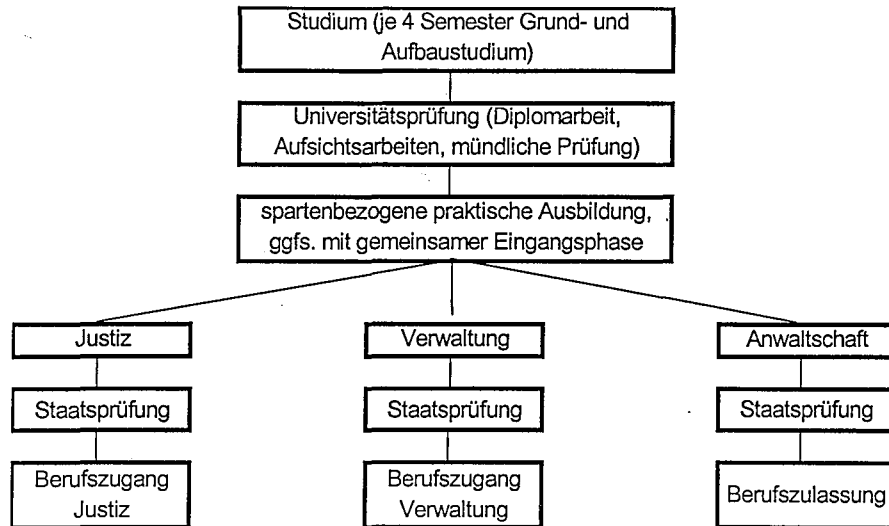 Studium (je 4 Semester Grund- und
Aufbaustudium)
Universitätsprüfung (Diplomarbeit,
Aufsichtsarbeiten, mündliche Prüfung)
spartenbezogene praktische Ausbildung,
ggfs. mit gemeinsamer Eingangsphase
Justiz
Verwaltung
Anwaltschaft
Staatsprüfung
Staatsprüfung
Staatsprüfung
Berufszugang
Justiz
Berufszugang
Verwaltung
Berufszulassung